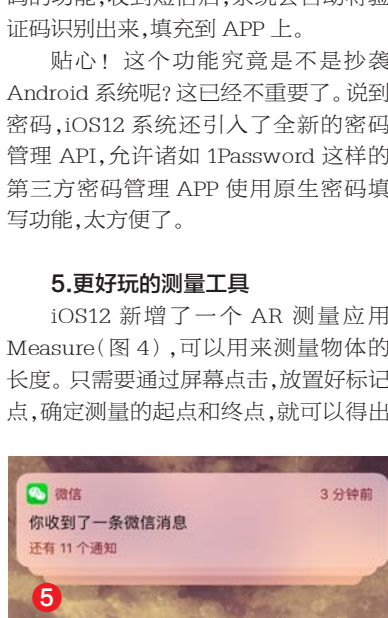 证码识别出来,填充到 APP 上。
贴心！这个功能究竟是不是抄袭
Android 系统呢?这已经不重要了。说到
密码,iOS12 系统还引入了全新的密码
管理 API,允许诸如 1Password 这样的
第三方密码管理 APP 使用原生密码填
写功能,太方便了。
5.更好玩的测量工具
iOS12 新增了一个 AR 测量应用
Measure(图 4) ,可以用来测量物体的
长度。只需要通过屏幕点击,放置好标记
点,确定测量的起点和终点,就可以得出
微信 3 分钟前
你收到了一条微信消息
还有 11 个通知
5